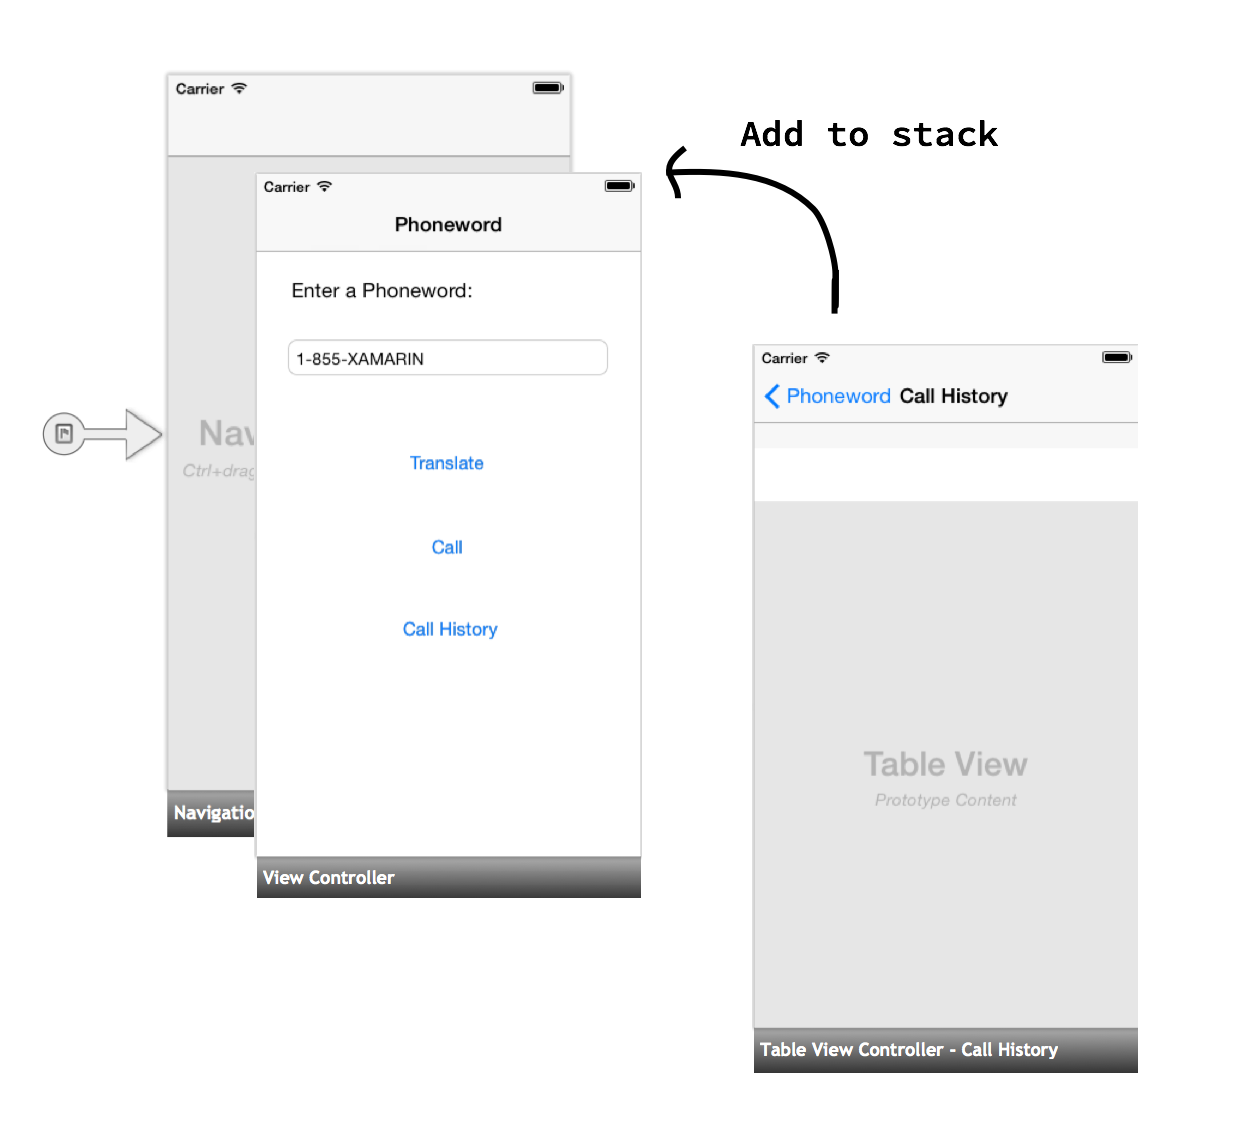 Carrier
Add to stack
Carrier
Phoneword
Enter a Phoneword:
1-855-XAMARIN
Translate
Call
Call History
Nav
Ctrl+drag
Navigatio
View Controller
Carrier
Phoneword Call History
Table View
Prototype Content
Table View Controller - Call History